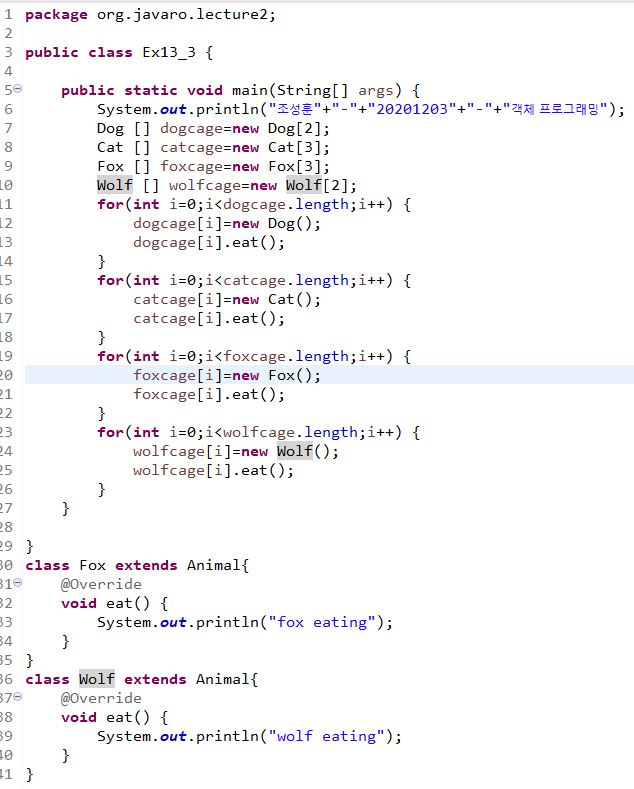 1 package org.javaro.lecture2;
2
3 public class Ex13_3 {
4
5 public static void main(String[] args) {
6 System.out.println("조성훈"+"-"+"20201203"+"-"+"객체 프로그래밍");
7 Dog [] dogcage=new Dog[2];
8 Cat [] catcage=new Cat[3];
9 Fox [] foxcage=new Fox[3];
10 Wolf [] wolfcage=new Wolf[2];
11 for(int i=0;i<dogcage.length;i++) {
12 dogcage[i]=new Dog();
13 dogcage[i].eat();
14 }
15 for(int i=0;i<catcage.length;i++) {
16 catcage[i]=new Cat();
17 catcage[i].eat();
18 }
19 for(int i=0;i<foxcage.length;i++) {
20 foxcage[i]=new Fox();
21 foxcage[i].eat();
22 }
23 for(int i=0;i<wolfcage.length;i++) {
24 wolfcage[i]=new Wolf();
25 wolfcage[i].eat();
26 }
27 }
28
29 }
30 class Fox extends Animal{
31 @Override
32 void eat() {
33 System.out.println("fox eating");
34 }
35 }
36 class Wolf extends Animal{
37 @Override
38 void eat() {
39 System.out.println("wolf eating");
40 }
41 }